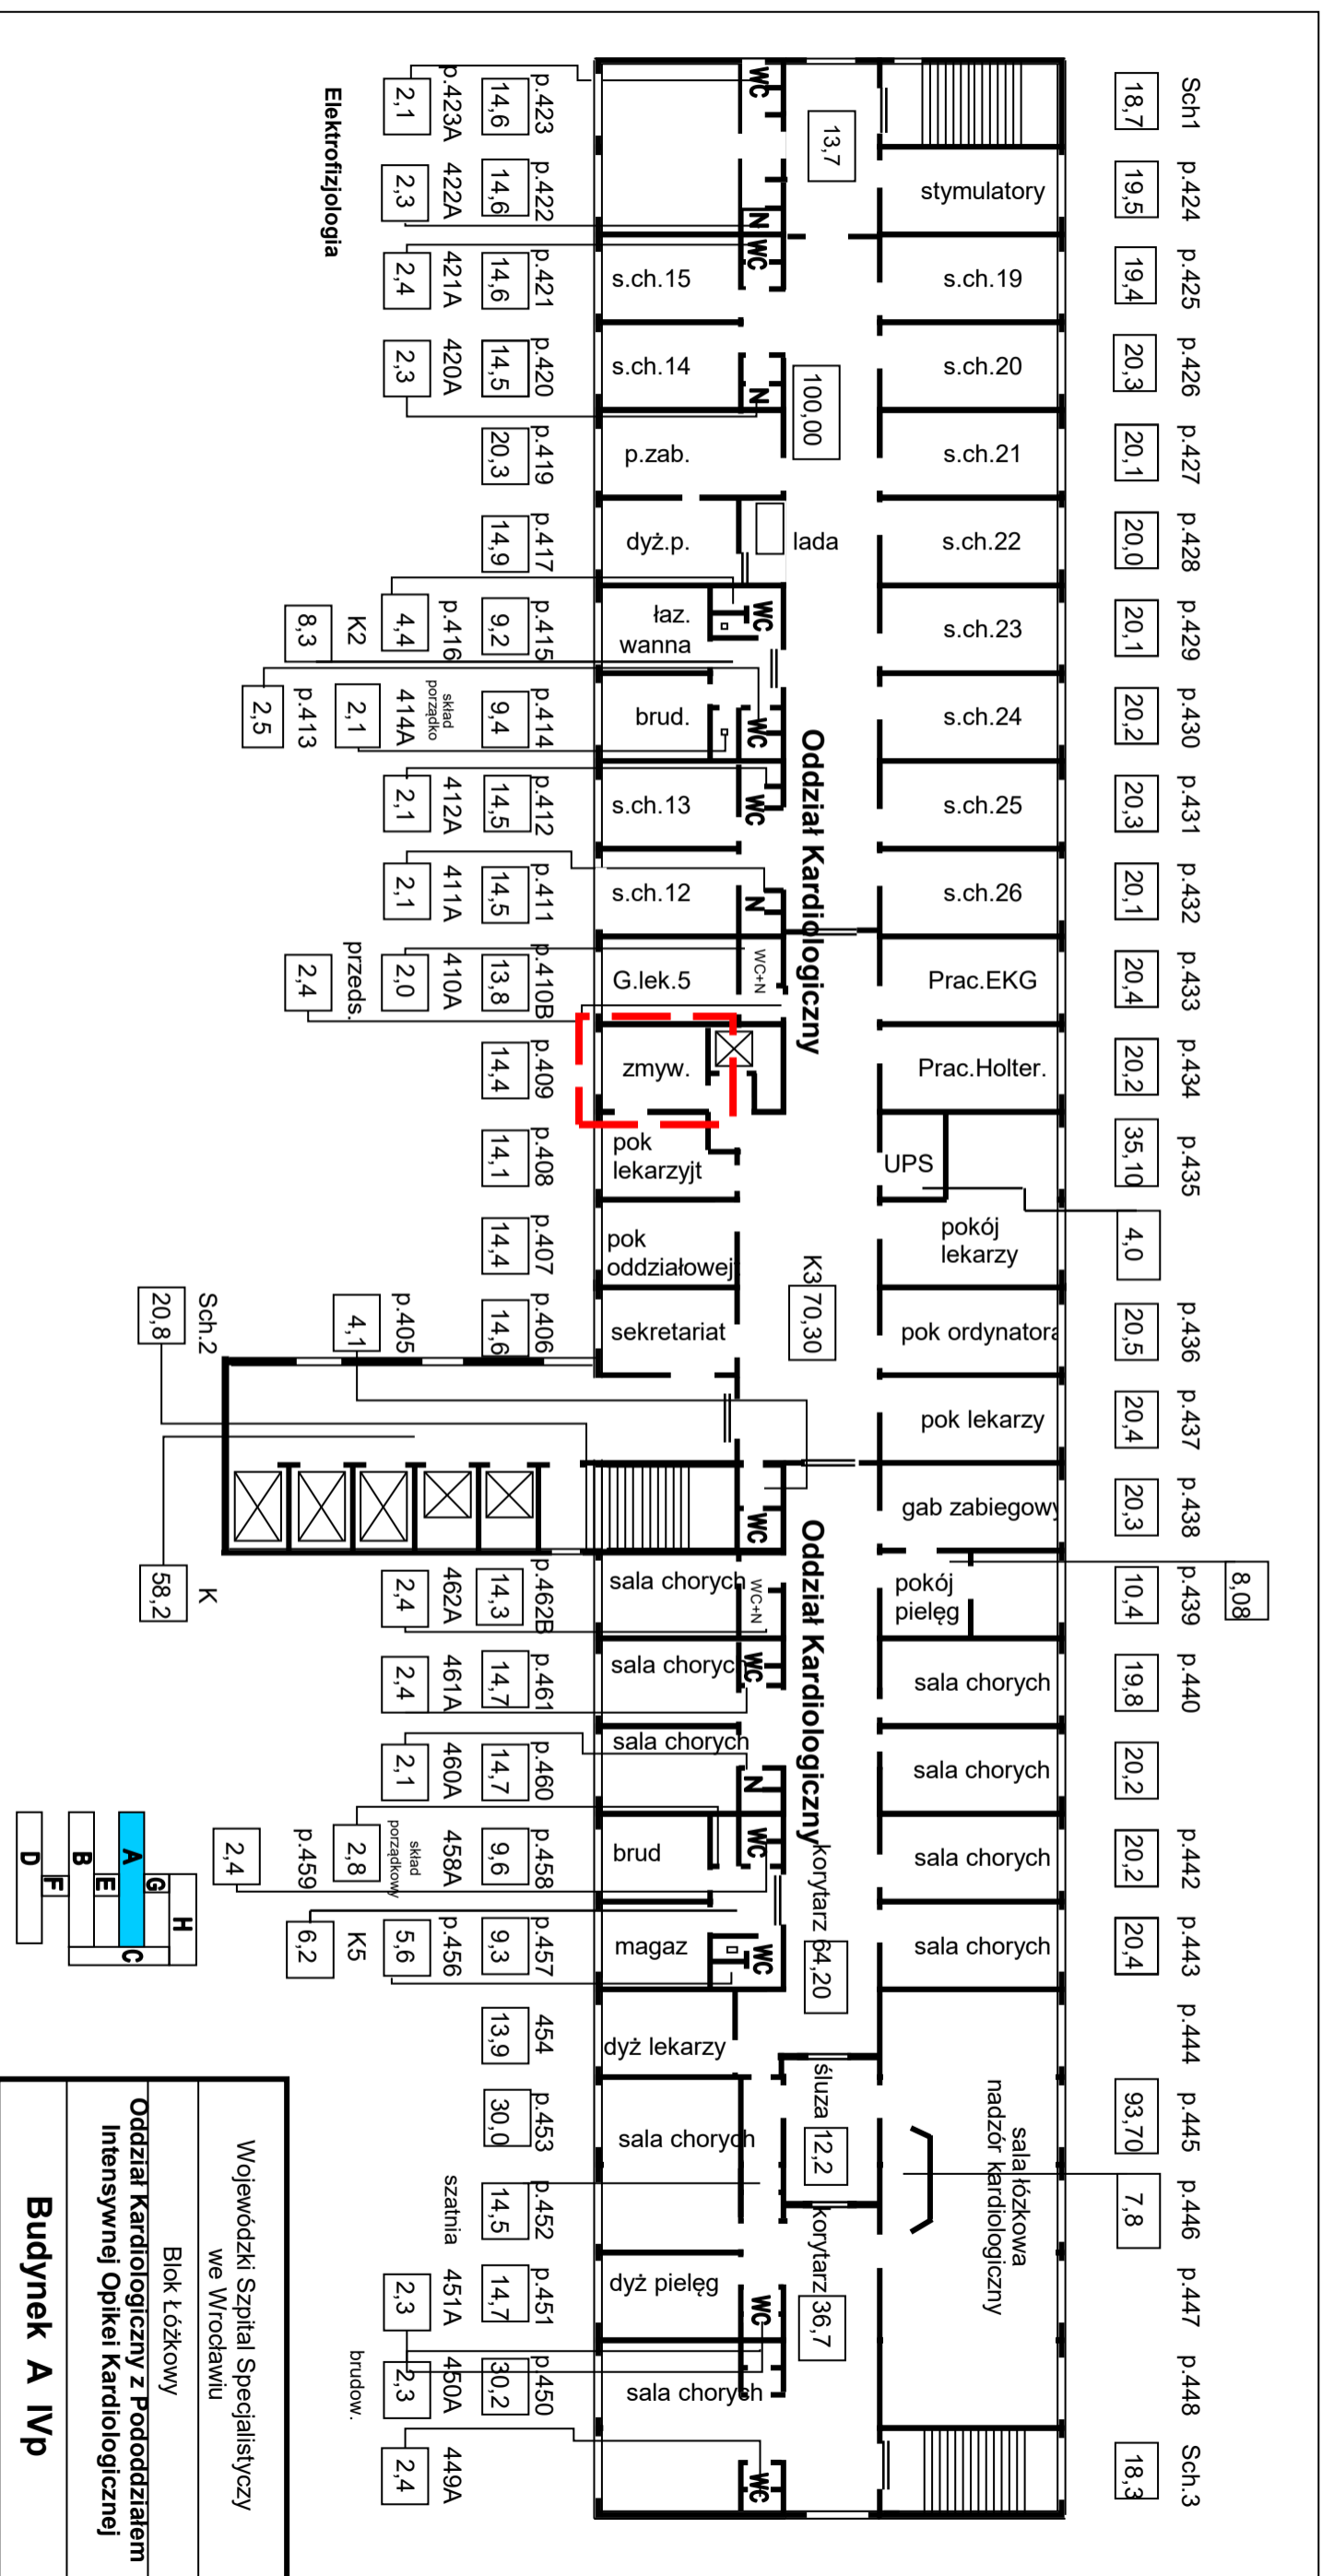 Sch1
18,7
p.424
19,5
p.425
19,4
p.426
20,3
p.427
20,1
p.428
20,0
p.429
20,1
p.430
20,2
p.431
20,3
p.432
20,1
p.433
20,4
p.434
20,2
p.435
35,10
4,0
p.436
20,5
p.437
20,4
p.438
20,3
8,08
p.439
10,4
p.440
19,8
20,2
p.442
20,2
p.443
20,4
p.444
p.445
93,70
p.446
7,8
p.447
p.448
Sch.3
18,3
stymulatory
s.ch.19
s.ch.20
s.ch.21
s.ch.22
s.ch.23
s.ch.24
s.ch.25
s.ch.26
Prac.EKG
Prac.Holter.
UPS
pokój
lekarzy
pok ordynatora
pok lekarzy
gab zabiegowy
pokój
pielęg
sala chorych
sala chorych
sala chorych
sala chorych
sala łóżkowa
nadzór kardiologiczny
13,7
100,00
lada
Oddział Kardiologiczny
K3
70,30
Oddział Kardiologiczny
korytarz
64,20
śluza
12,2
korytarz
36,7
WC
N
WC
N
WC
WC
WC
N
WC+N
WC
WC+N
WC
N
WC
WC
WC
WC
s.ch.15
s.ch.14
p.zab.
dyż.p.
łaz.
wanna
brud.
s.ch.13
s.ch.12
G.lek.5
zmyw.
pok
lekarzyjt
pok
oddziałowej
sekretariat
sala chorych
sala chorych
sala chorych
brud
magaz
dyż lekarzy
sala chorych
dyż pielęg
sala chorych
p.423
14,6
p.423A
2,1
p.422
14,6
422A
2,3
p.421
14,6
421A
2,4
p.420
14,5
420A
2,3
p.419
20,3
p.417
14,9
p.415
9,2
p.416
4,4
K2
8,3
p.414
9,4
skład
porządko
414A
2,1
p.413
2,5
p.412
14,5
412A
2,1
p.411
14,5
411A
2,1
p.410B
13,8
410A
2,0
przeds.
2,4
p.409
14,4
p.408
14,1
p.407
14,4
p.406
14,6
p.405
4,1
Sch.2
20,8
K
58,2
p.462B
14,3
462A
2,4
p.461
14,7
461A
2,4
p.460
14,7
460A
2,1
p.458
9,6
458A
skład
porządkowy
2,8
p.459
2,4
p.457
9,3
p.456
5,6
K5
6,2
454
13,9
p.453
30,0
p.452
14,5
szatnia
p.451
14,7
451A
2,3
p.450
30,2
450A
2,3
brudow.
449A
2,4
Elektrofizjologia
H
G
A
C
E
B
F
D
Wojewódzki Szpital Specjalistyczy
we Wrocławiu
Blok Łóżkowy
Oddział Kardiologiczny z Pododdziałem
Intensywnej Opikei Kardiologicznej
Budynek A IVp